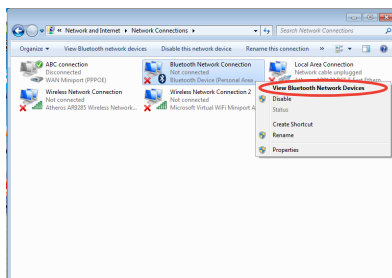 « Network and Internet ▸ Network Connections ▸
Search Network Connections
Organize ▾ View Bluetooth network devices Disable this network device Rename this connection »
ABC connection
Disconnected
WAN Miniport (PPPOE)
Bluetooth Network Connection
Not connected
Bluetooth Device (Personal Area
Local Area Connection
Network cable unplugged
Wireless Network Connection
Not connected
Atheros AR9285 Wireless Network...
Wireless Network Connection 2
Not connected
Microsoft Virtual WiFi Miniport A
View Bluetooth Network Devices
Disable
Status
Create Shortcut
Rename
Properties